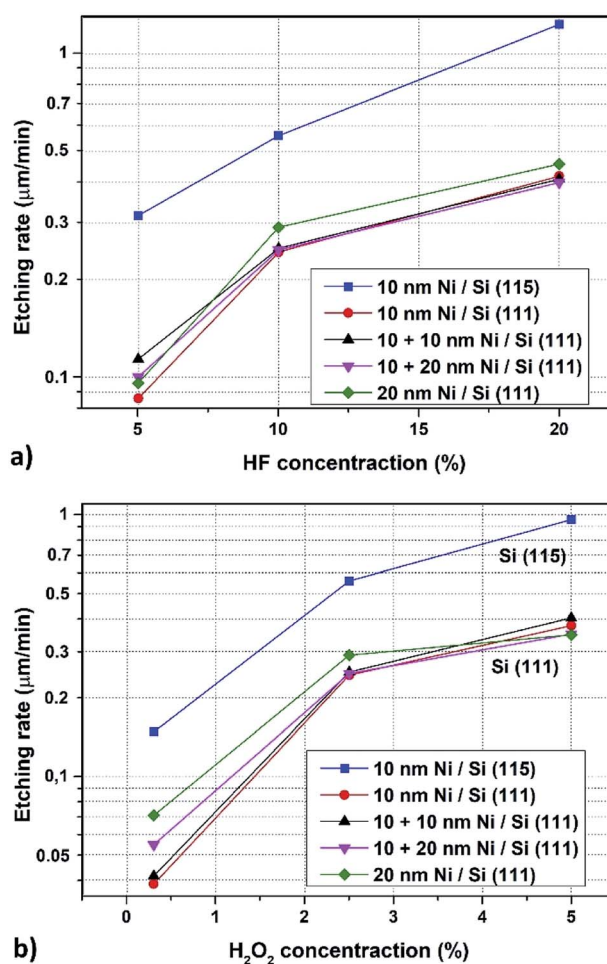 1
0.7
0.5
0.3
0.2
0.1
Etching rate (μm/min)
10 nm Ni / Si (115)
10 nm Ni / Si (111)
10 + 10 nm Ni / Si (111)
10 + 20 nm Ni / Si (111)
20 nm Ni / Si (111)
5 10 15 20
HF concentraction (%)
a)
1
0.7
0.5
0.3
0.2
0,1
0.05
Etching rate (μm/min)
Si (115)
Si (111)
10 nm Ni / Si (115)
10 nm Ni / Si (111)
10 + 10 nm Ni / Si (111)
10 + 20 nm Ni / Si (111)
20 nm Ni / Si (111)
0 1 2 3 4 5
H₂O₂ concentraction (%)
b)